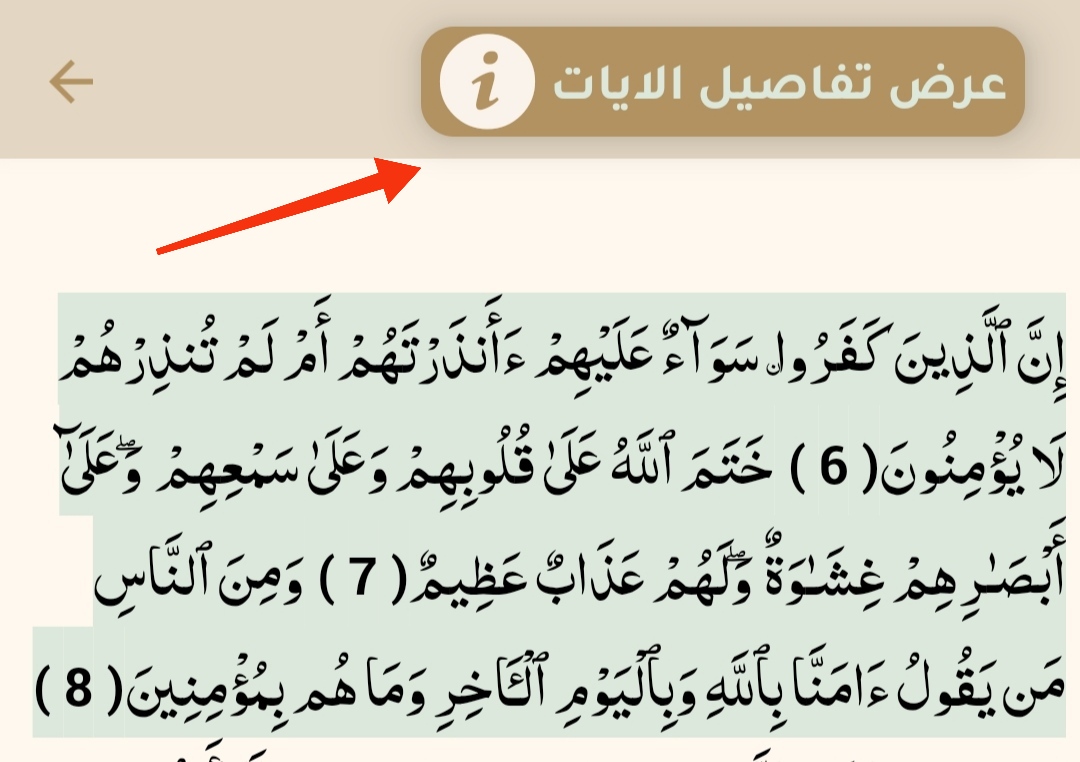 عرض تفاصيل الايات
إِنَّ ٱلَّذِينَ كَفَرُوا۟ سَوَآءٌ عَلَيْهِمْ ءَأَنذَرْتَهُمْ أَمْ لَمْ تُنذِرْهُمْ
لَا يُؤْمِنُونَ ( 6 ) خَتَمَ ٱللَّهُ عَلَىٰ قُلُوبِهِمْ وَعَلَىٰ سَمْعِهِمْ ۖ وَعَلَىٰٓ
أَبْصَـٰرِهِمْ غِشَـٰوَةٌ ۖ وَلَهُمْ عَذَابٌ عَظِيمٌ ( 7 ) وَمِنَ ٱلنَّاسِ
مَن يَقُولُ ءَامَنَّا بِٱللَّهِ وَبِٱلْيَوْمِ ٱلْـَٔاخِرِ وَمَا هُم بِمُؤْمِنِينَ ( 8 )